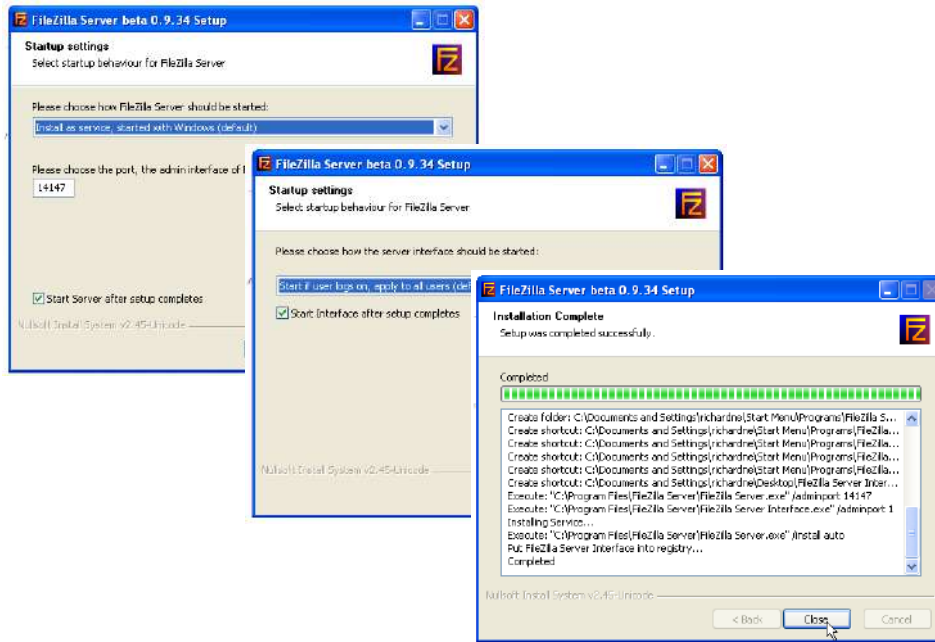 FileZilla Server beta 0.9.34 Setup
Startup settings
Select startup behaviour for FileZilla Server
Please choose how FileZilla Server should be started:
Install as service, started with Windows (default)
Please choose the port, the admin interface of
14147
Start Server after setup completes
Nullsoft Install System v2.45-Unicode
FileZilla Server beta 0.9.34 Setup
Startup settings
Select startup behaviour for FileZilla Server
Please choose how the server interface should be started:
Start if user logs on, apply to all users (def
Start Interface after setup completes
Nullsoft Install System v2.45-Unicode
FileZilla Server beta 0.9.34 Setup
Installation Complete
Setup was completed successfully.
Completed
Create folder: C:\Documents and Settings\richardne\Start Menu\Programs\FileZilla S...
Create shortcut: C:\Documents and Settings\richardne\Start Menu\Programs\FileZilla...
Create shortcut: C:\Documents and Settings\richardne\Start Menu\Programs\FileZilla...
Create shortcut: C:\Documents and Settings\richardne\Start Menu\Programs\FileZilla...
Create shortcut: C:\Documents and Settings\richardne\Start Menu\Programs\FileZilla...
Create shortcut: C:\Documents and Settings\richardne\Desktop\FileZilla Server Inter...
Execute: "C:\Program Files\FileZilla Server\FileZilla Server.exe" /adminport 14147
Execute: "C:\Program Files\FileZilla Server\FileZilla Server Interface.exe" /adminport 1
Installing Service...
Execute: "C:\Program Files\FileZilla Server\FileZilla Server.exe" /install auto
Put FileZilla Server Interface into registry...
Completed
Nullsoft Install System v2.45-Unicode
< Back Close Cancel